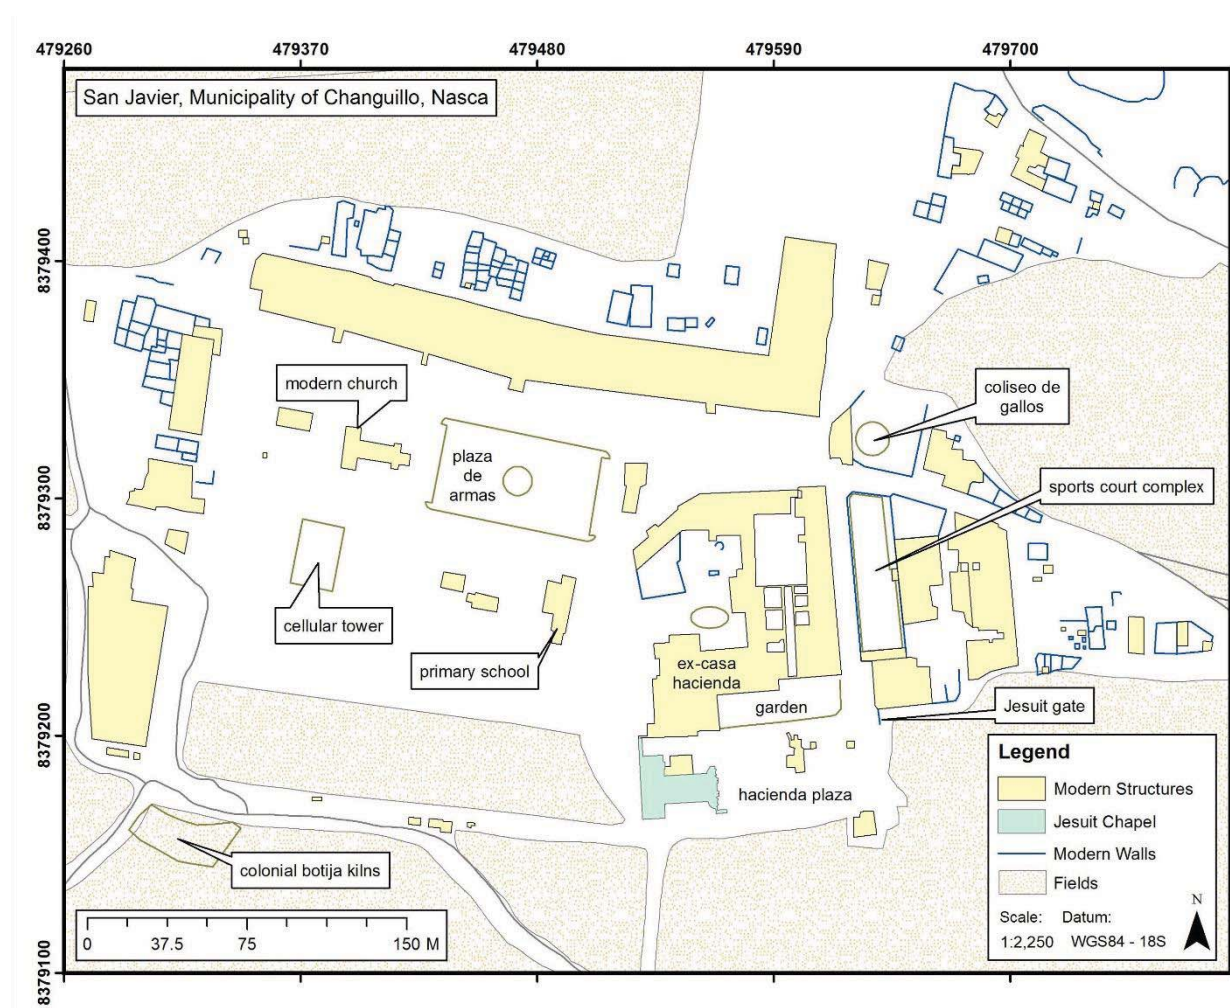 479260
479370
479480
479590
479700
San Javier, Municipality of Changuillo, Nasca
8379400
8379300
8379200
8379100
modern church
coliseo de
gallos
plaza
de
armas
sports court complex
cellular tower
primary school
ex-casa
hacienda
garden
Jesuit gate
hacienda plaza
colonial botija kilns
Legend
Modern Structures
Jesuit Chapel
Modern Walls
Fields
Scale: Datum:
1:2,250 WGS84 - 18S
N
0 37.5 75 150 M